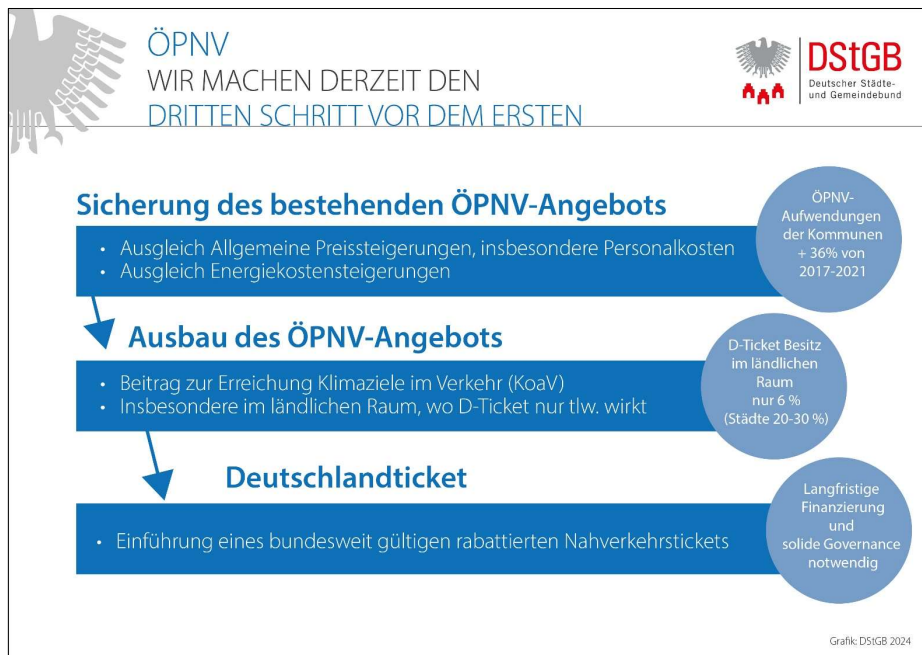 ÖPNV
WIR MACHEN DERZEIT DEN
DRITTEN SCHRITT VOR DEM ERSTEN
DStGB
Deutscher Städte-
und Gemeindebund
Sicherung des bestehenden ÖPNV-Angebots
• Ausgleich Allgemeine Preissteigerungen, insbesondere Personalkosten
• Ausgleich Energiekostensteigerungen
ÖPNV-
Aufwendungen
der Kommunen
+ 36% von
2017-2021
Ausbau des ÖPNV-Angebots
• Beitrag zur Erreichung Klimaziele im Verkehr (KoaV)
• Insbesondere im ländlichen Raum, wo D-Ticket nur tlw. wirkt
D-Ticket Besitz
im ländlichen
Raum
nur 6 %
(Städte 20-30 %)
Deutschlandticket
• Einführung eines bundesweit gültigen rabattierten Nahverkehrstickets
Langfristige
Finanzierung
und
solide Governance
notwendig
Grafik: DStGB 2024